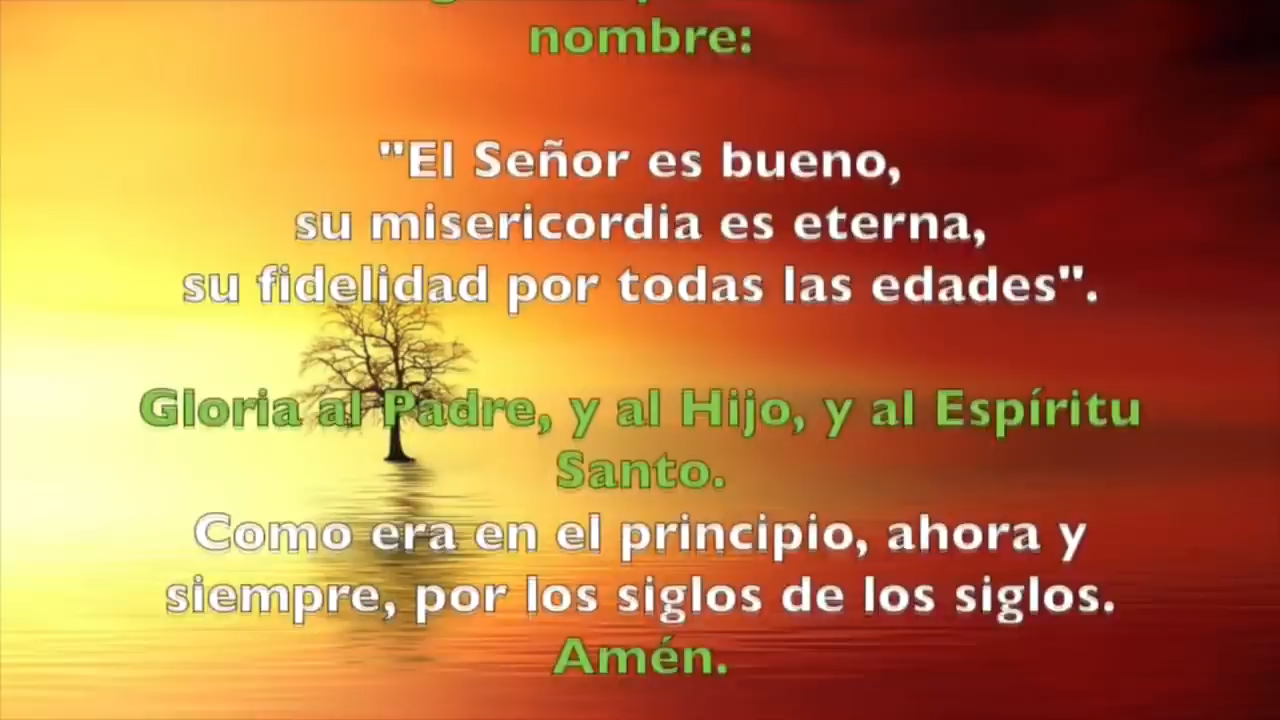 nombre:
"El Señor es bueno,
su misericordia es eterna,
su fidelidad por todas las edades".
Gloria al Padre, y al Hijo, y al Espíritu
Santo.
Como era en el principio, ahora y
siempre, por los siglos de los siglos.
Amén.